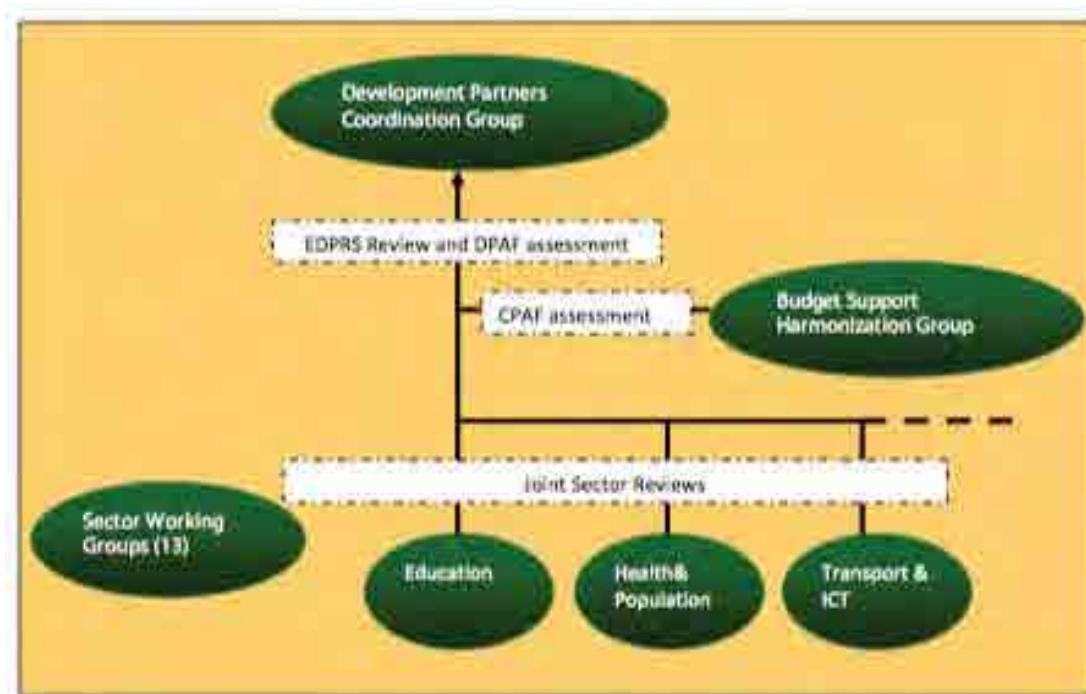 Development Partners
Coordination Group
EDPRS Review and DPAF assessment
CPAF assessment
Budget Support
Harmonization Group
Joint Sector Reviews
Sector Working
Groups (13)
Education
Health&
Population
Transport &
ICT